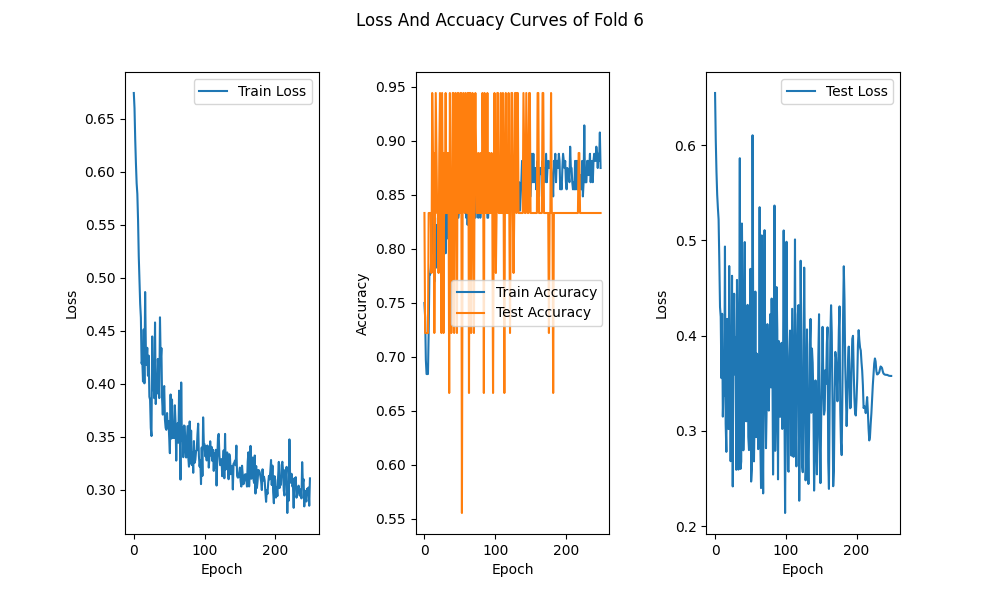 Loss And Accuacy Curves of Fold 6
Train Loss
0.65
0.60
0.55
0.50
0.45
0.40
0.35
0.30
Loss
0
100
200
Epoch
0.95
0.90
0.85
0.80
0.75
0.70
0.65
0.60
0.55
Accuracy
Train Accuracy
Test Accuracy
0
100
200
Epoch
Test Loss
0.6
0.5
0.4
0.3
0.2
Loss
0
100
200
Epoch